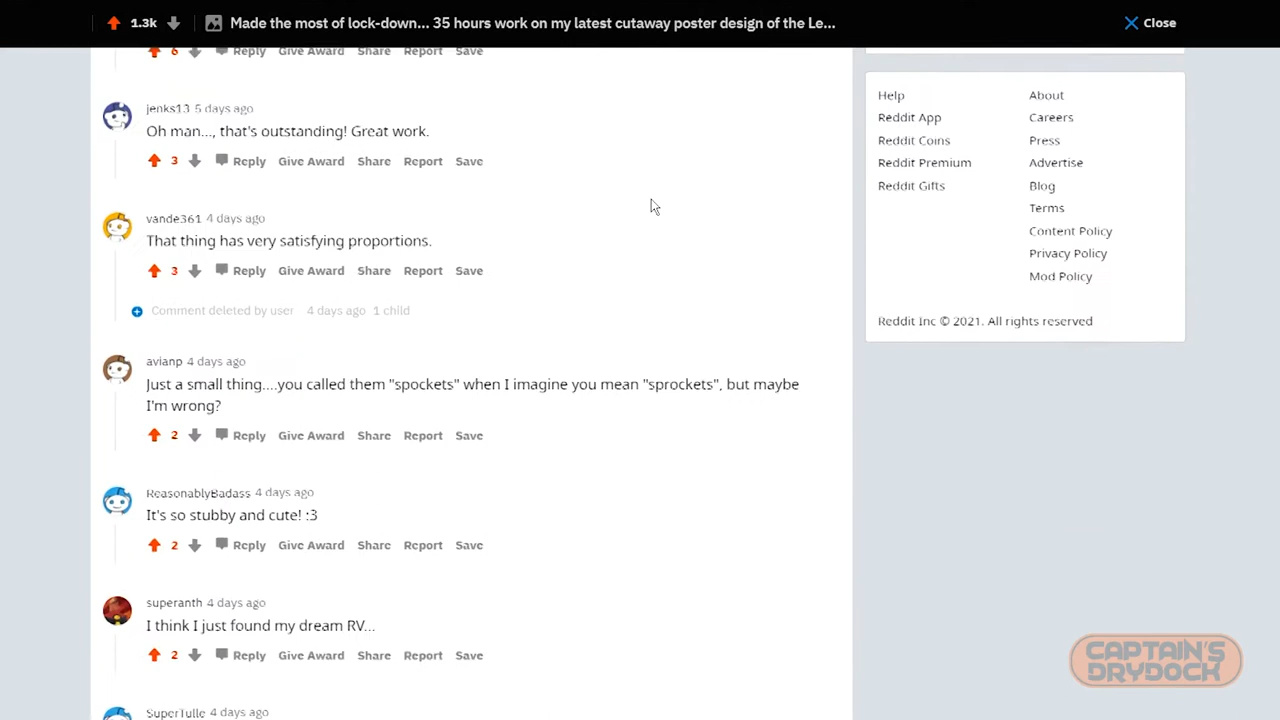 1.3k Made the most of lock-down... 35 hours work on my latest cutaway poster design of the Le... Close
6 Reply Give Award Share Report Save
jenks13 5 days ago
Oh man..., that's outstanding! Great work.
3 Reply Give Award Share Report Save
vande361 4 days ago
That thing has very satisfying proportions.
3 Reply Give Award Share Report Save
Comment deleted by user 4 days ago 1 child
avianp 4 days ago
Just a small thing....you called them "spockets" when I imagine you mean "sprockets", but maybe
I'm wrong?
2 Reply Give Award Share Report Save
ReasonablyBadass 4 days ago
It's so stubby and cute! :3
2 Reply Give Award Share Report Save
superanth 4 days ago
I think I just found my dream RV...
2 Reply Give Award Share Report Save
SuperTulle 4 days ago
Help About
Reddit App Careers
Reddit Coins Press
Reddit Premium Advertise
Reddit Gifts Blog
Terms
Content Policy
Privacy Policy
Mod Policy
Reddit Inc © 2021. All rights reserved
CAPTAIN'S
DRYDOCK